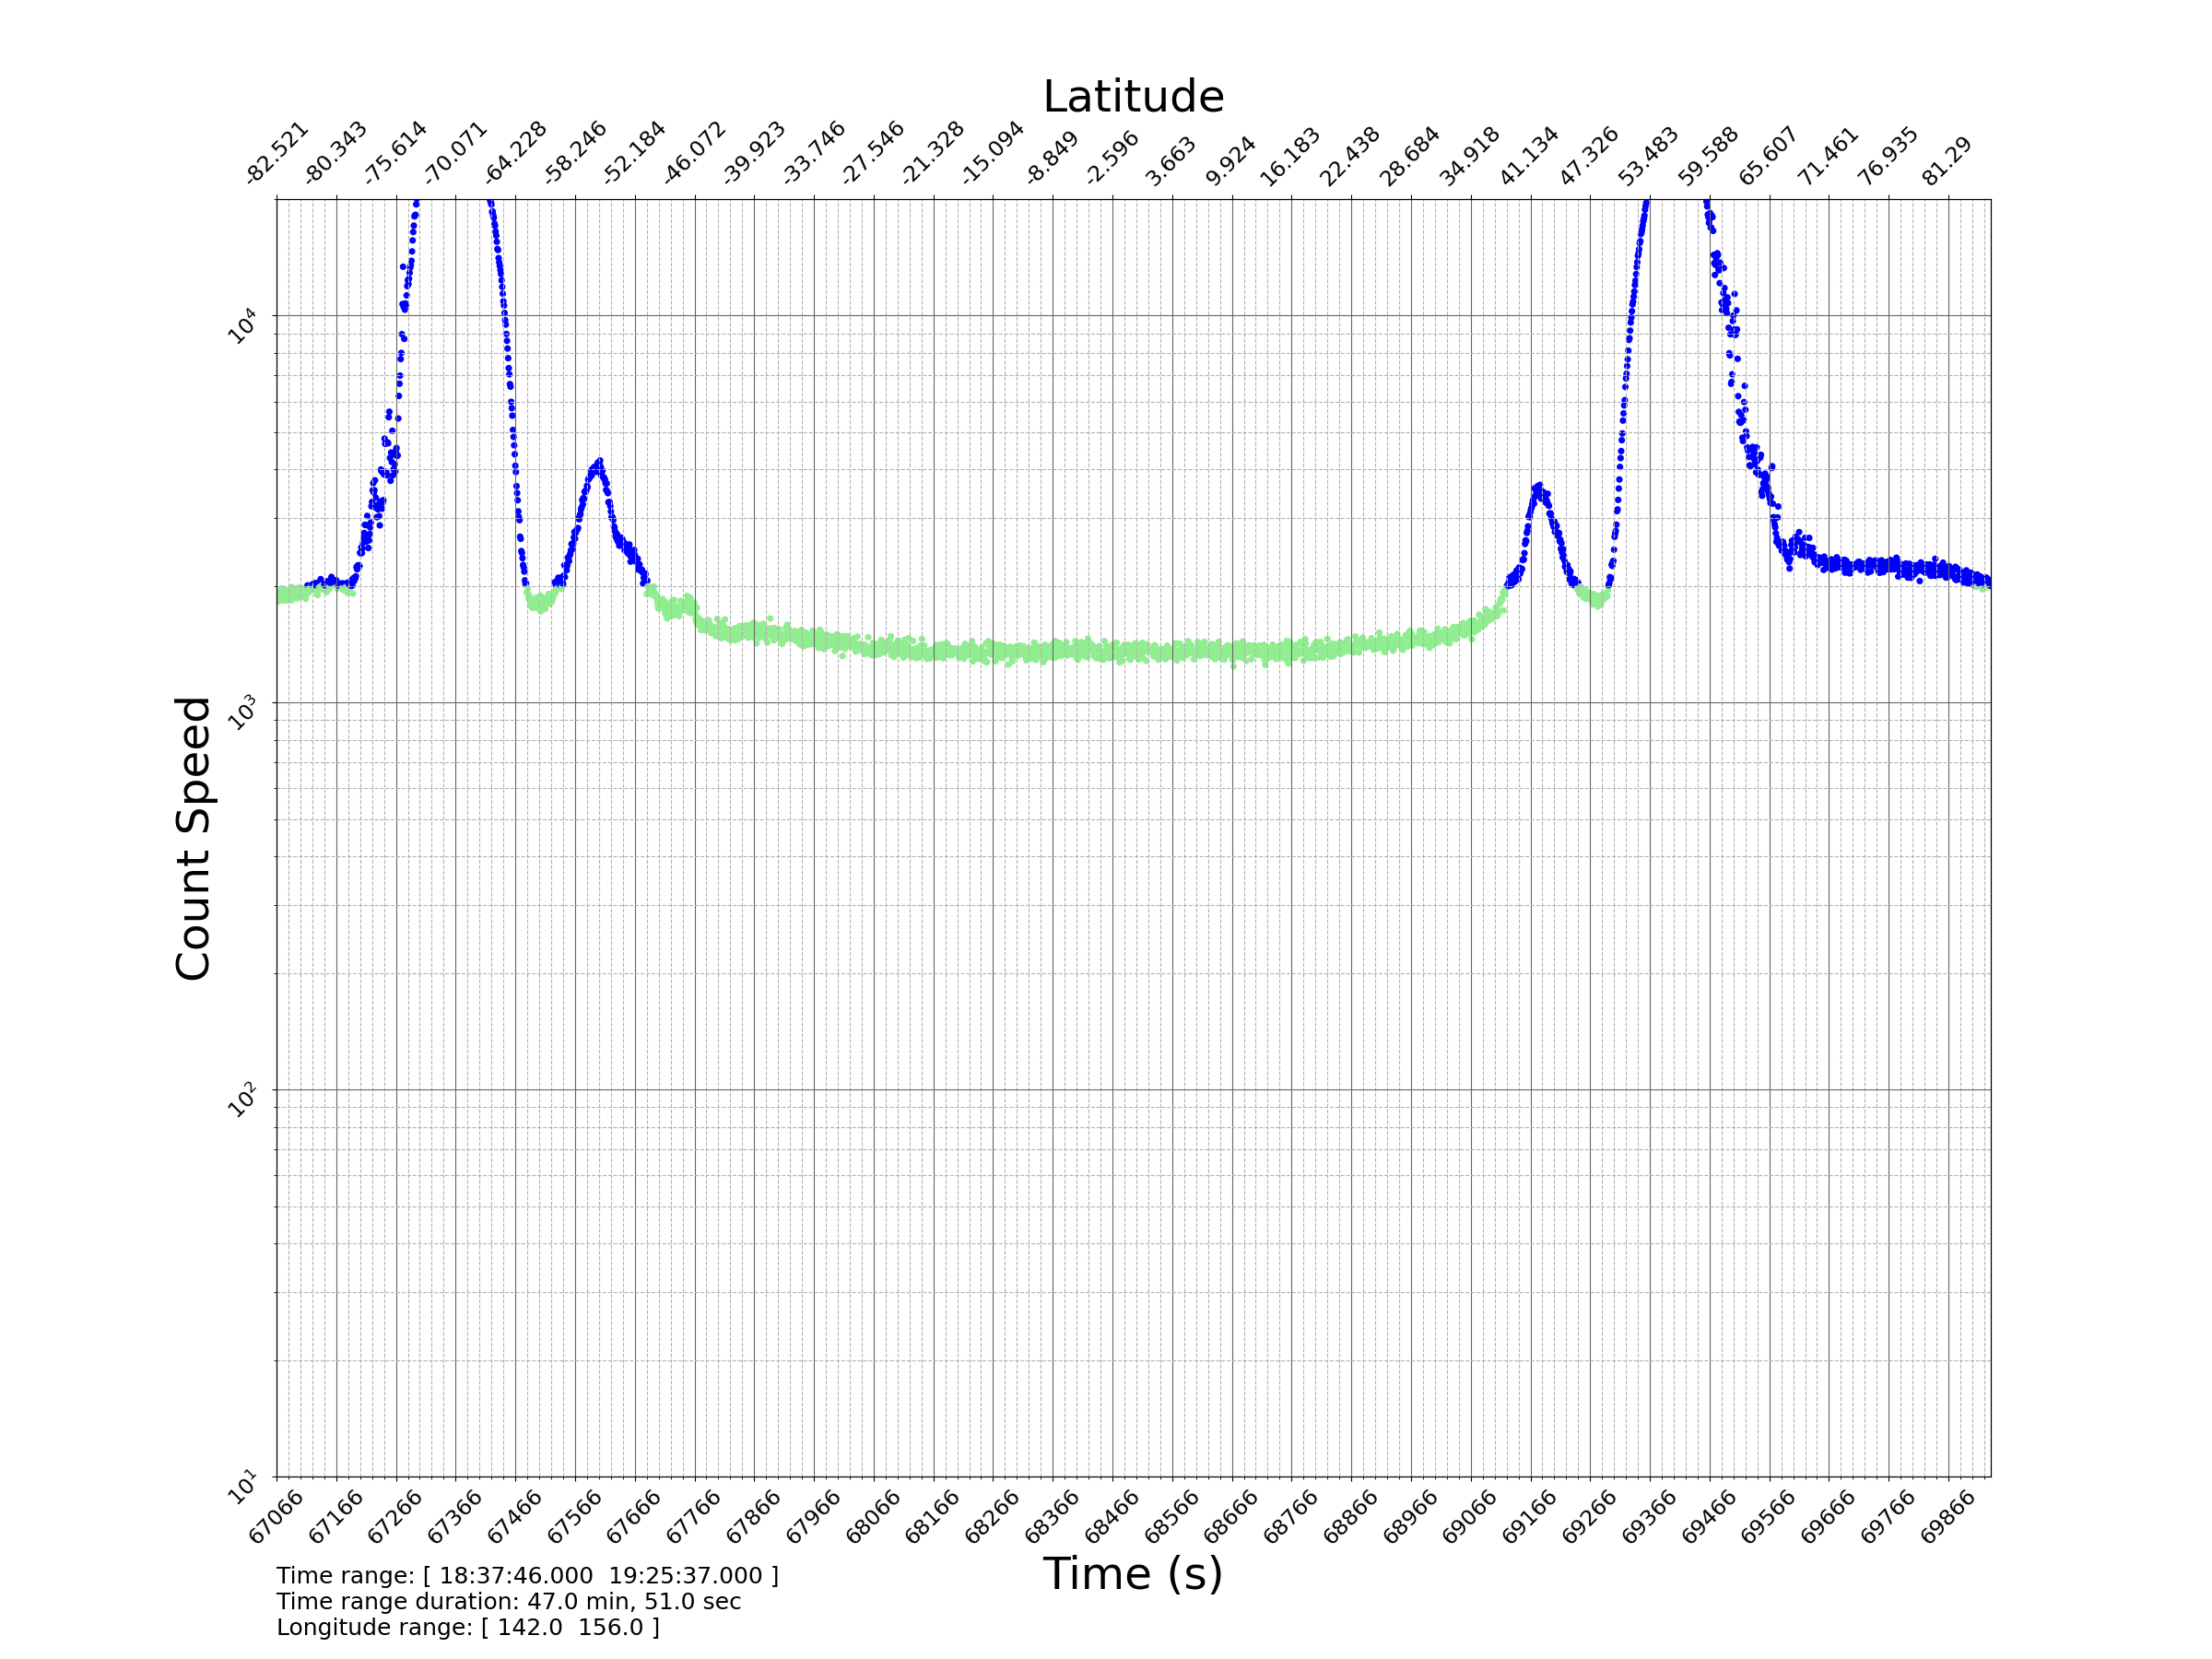 Latitude
-82.521 -80.343 -75.614 -70.071 -64.228 -58.246 -52.184 -46.072 -39.923 -33.746 -27.546 -21.328 -15.094 -8.849 -2.596 3.663 9.924 16.183 22.438 28.684 34.918 41.134 47.326 53.483 59.588 65.607 71.461 76.935 81.29
10⁴
10³
10²
10¹
Count Speed
67066 67166 67266 67366 67466 67566 67666 67766 67866 67966 68066 68166 68266 68366 68466 68566 68666 68766 68866 68966 69066 69166 69266 69366 69466 69566 69666 69766 69866
Time (s)
Time range: [ 18:37:46.000  19:25:37.000 ]
Time range duration: 47.0 min, 51.0 sec
Longitude range: [ 142.0  156.0 ]